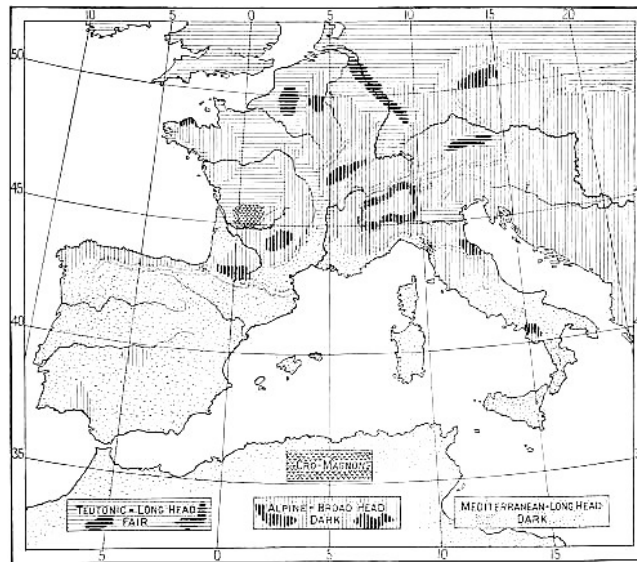 10
5
0
5
10
15
20
50
45
40
35
CRO-MAGNON
TEUTONIC=LONG HEAD
FAIR
ALPINE=BROAD HEAD
DARK
MEDITERRANEAN=LONG HEAD
DARK
5
0
5
10
15